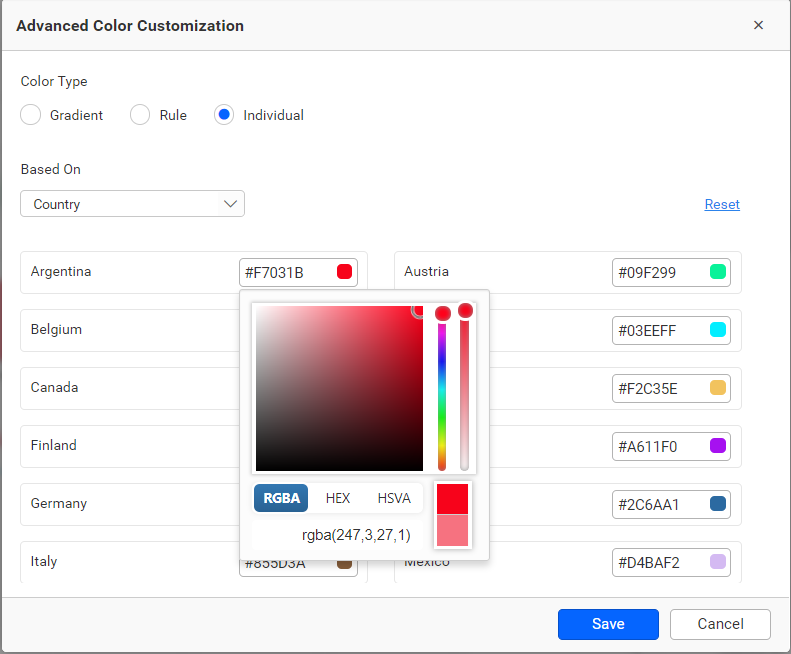 Advanced Color Customization
Color Type
Gradient Rule Individual
Based On
Country
Reset
Argentina #F7031B Austria #09F299
Belgium #03EEFF
Canada #F2C35E
Finland #A611F0
Germany #2C6AA1
Italy #855D3A Mexico #D4BAF2
RGBA HEX HSVA
rgba(247,3,27,1)
Save Cancel